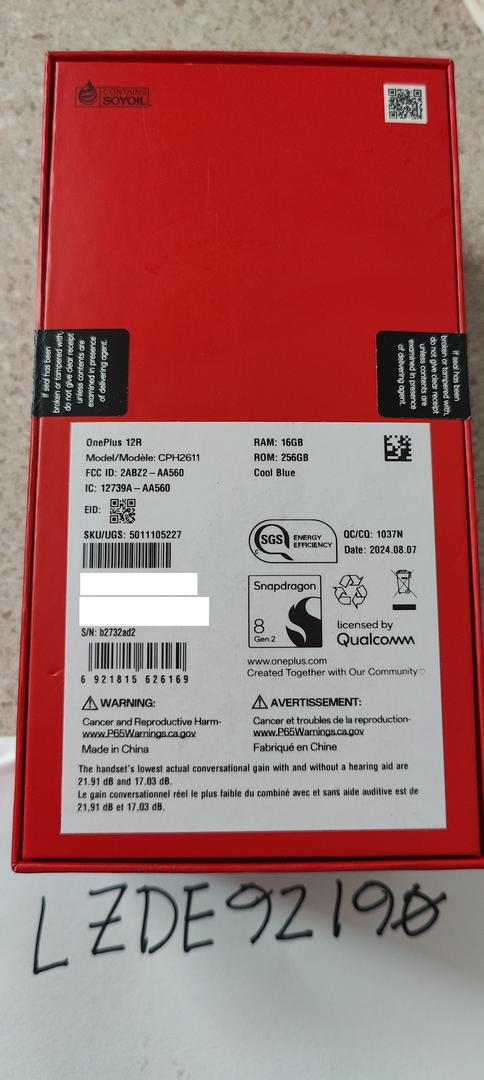 CONTAINS
SOYOIL
If seal has been
broken or tampered with,
do not give clear receipt
unless contents are
examined in presence
of delivering agent.
If seal has been
broken or tampered with,
do not give clear receipt
unless contents are
examined in presence
of delivering agent.
OnePlus 12R
Model/Modèle: CPH2611
FCC ID: 2ABZ2-AA560
IC: 12739A-AA560
EID:
SKU/UGS: 5011105227
RAM: 16GB
ROM: 256GB
Cool Blue
SGS ENERGY
EFFICIENCY
C
QC/CQ: 1037N
Date: 2024.08.07
Snapdragon
8
Gen 2
licensed by
Qualcomm
S/N: b2732ad2
6 921815 626169
www.oneplus.com
Created Together with Our Community♡
WARNING:
Cancer and Reproductive Harm-
www.P65Warnings.ca.gov
Made in China
AVERTISSEMENT:
Cancer et troubles de la reproduction-
www.P65Warnings.ca.gov
Fabriqué en Chine
The handset's lowest actual conversational gain with and without a hearing aid are
21.91 dB and 17.03 dB.
Le gain conversationnel réel le plus faible du combiné avec et sans aide auditive est de
21,91 dB et 17,03 dB.
LZDE92190